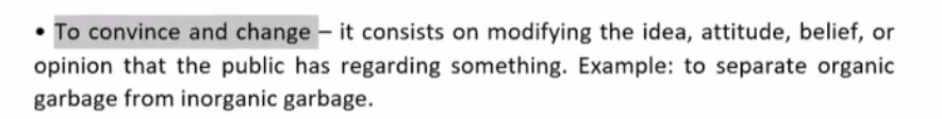 • To convince and change – it consists on modifying the idea, attitude, belief, or
opinion that the public has regarding something. Example: to separate organic
garbage from inorganic garbage.